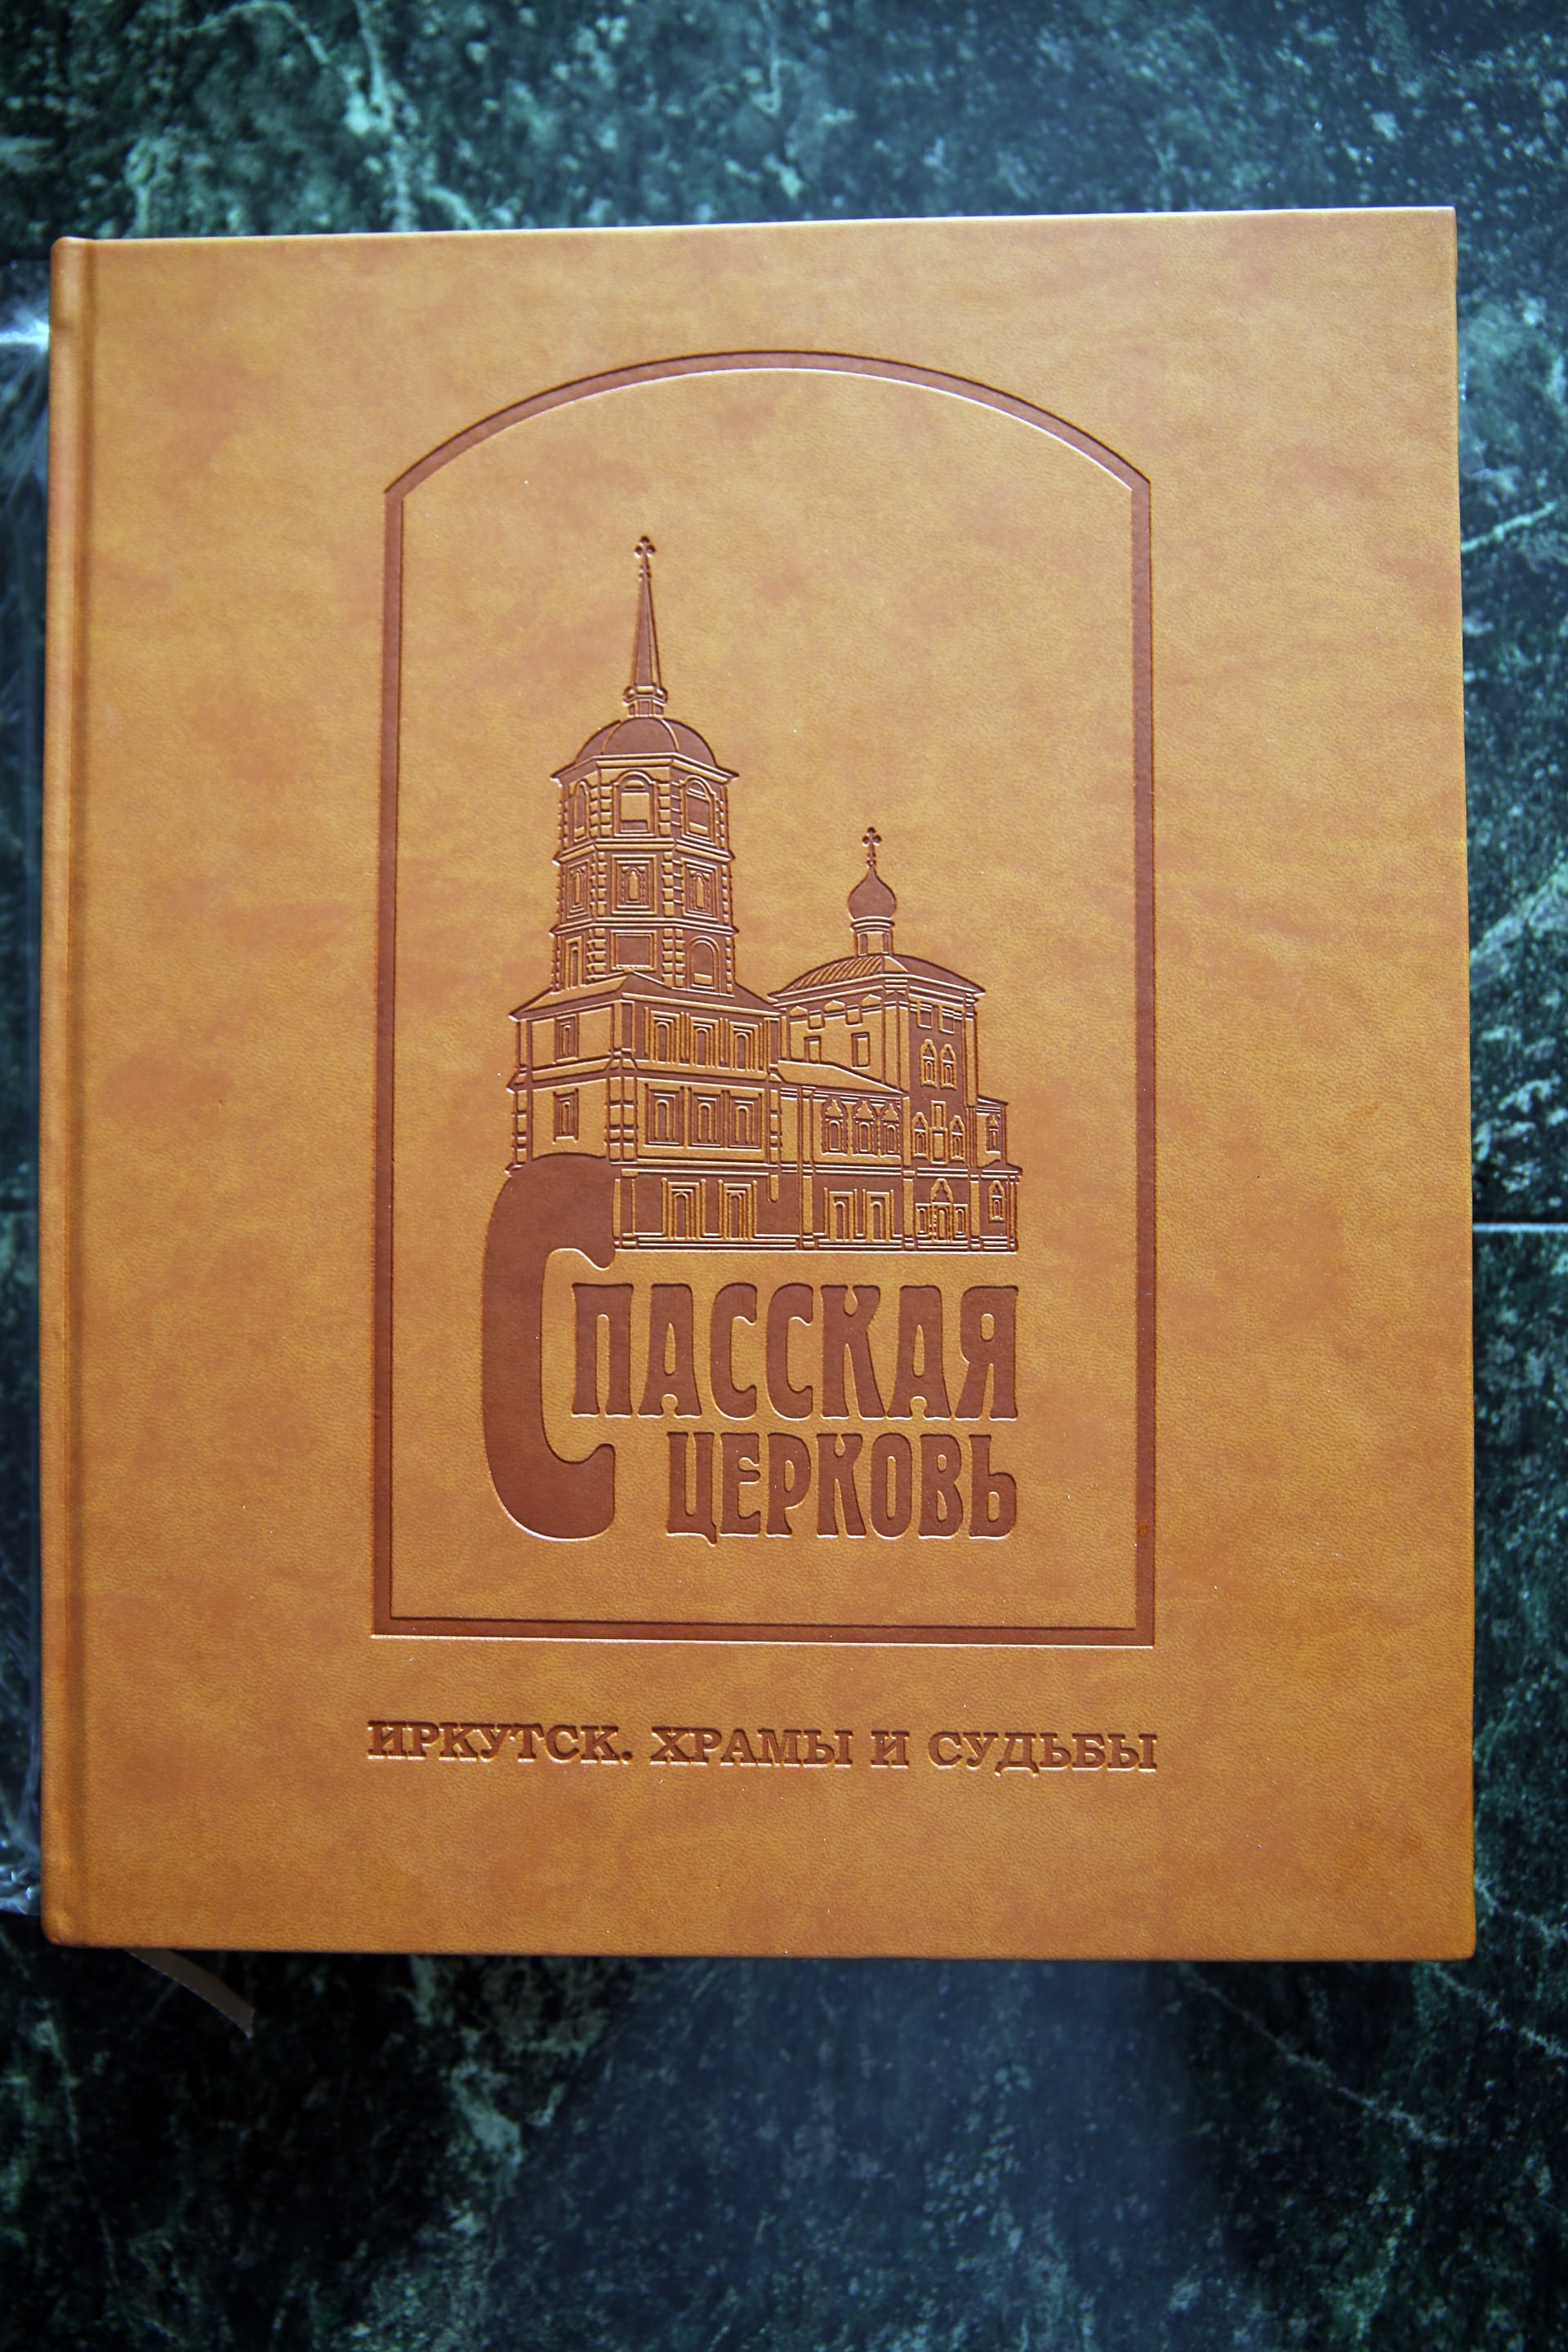 СПАССКАЯ
ЦЕРКОВЬ
ИРКУТСК. ХРАМЫ И СУДЬБЫ